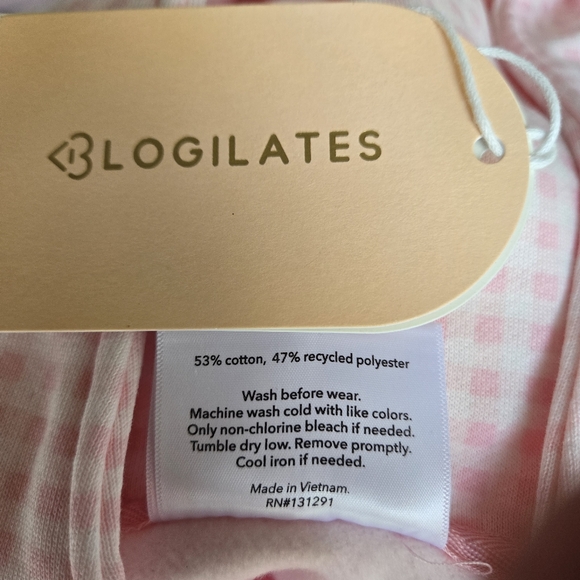 BLOGILATES
53% cotton, 47% recycled polyester
Wash before wear.
Machine wash cold with like colors.
Only non-chlorine bleach if needed.
Tumble dry low. Remove promptly.
Cool iron if needed.
Made in Vietnam.
RN#131291